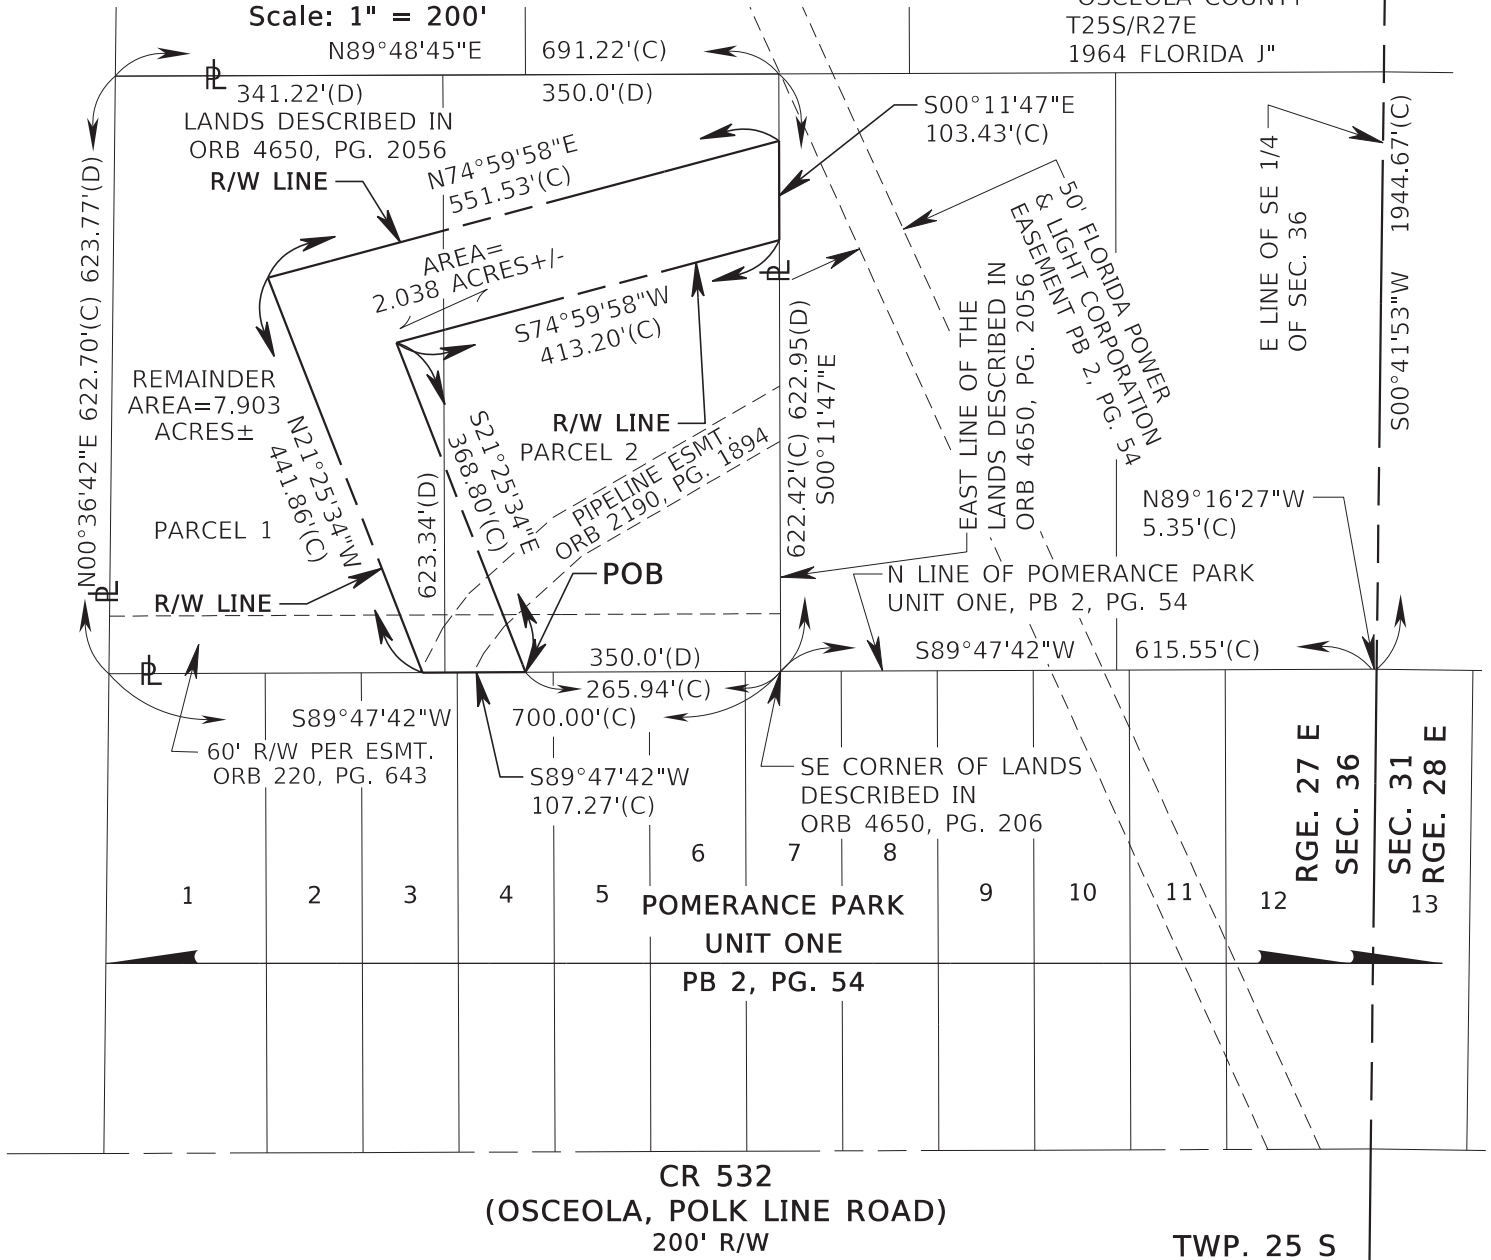 Scale: 1" = 200'
OSCEOLA COUNTY
T25S/R27E
1964 FLORIDA J"
N89°48'45"E 691.22'(C)
PL
341.22'(D) 350.0'(D)
LANDS DESCRIBED IN
ORB 4650, PG. 2056
R/W LINE
N74°59'58"E
551.53'(C)
S00°11'47"E
103.43'(C)
AREA=
2.038 ACRES+/-
S74°59'58"W
413.20'(C)
PL
50' FLORIDA POWER
& LIGHT CORPORATION
EASEMENT PB 2, PG. 54
E LINE OF SE 1/4
OF SEC. 36
S00°41'53"W 1944.67'(C)
N00°36'42"E 622.70'(C) 623.77'(D)
REMAINDER
AREA=7.903
ACRES±
N21°25'34"W
441.86'(C)
S21°25'34"E
368.80'(C)
623.34'(D)
R/W LINE
PARCEL 2
PIPELINE ESMT.
ORB 2190, PG. 1894
622.42'(C) 622.95(D)
S00°11'47"E
EAST LINE OF THE
LANDS DESCRIBED IN
ORB 4650, PG. 2056
N89°16'27"W
5.35'(C)
PARCEL 1
PL
R/W LINE
POB
N LINE OF POMERANCE PARK
UNIT ONE, PB 2, PG. 54
PL
350.0'(D)
S89°47'42"W 615.55'(C)
265.94'(C)
S89°47'42"W 700.00'(C)
60' R/W PER ESMT.
ORB 220, PG. 643
S89°47'42"W
107.27'(C)
SE CORNER OF LANDS
DESCRIBED IN
ORB 4650, PG. 206
RGE. 27 E
SEC. 36
SEC. 31
RGE. 28 E
1 2 3 4 5 6 7 8 9 10 11 12 13
POMERANCE PARK
UNIT ONE
PB 2, PG. 54
CR 532
(OSCEOLA, POLK LINE ROAD)
200' R/W
TWP. 25 S